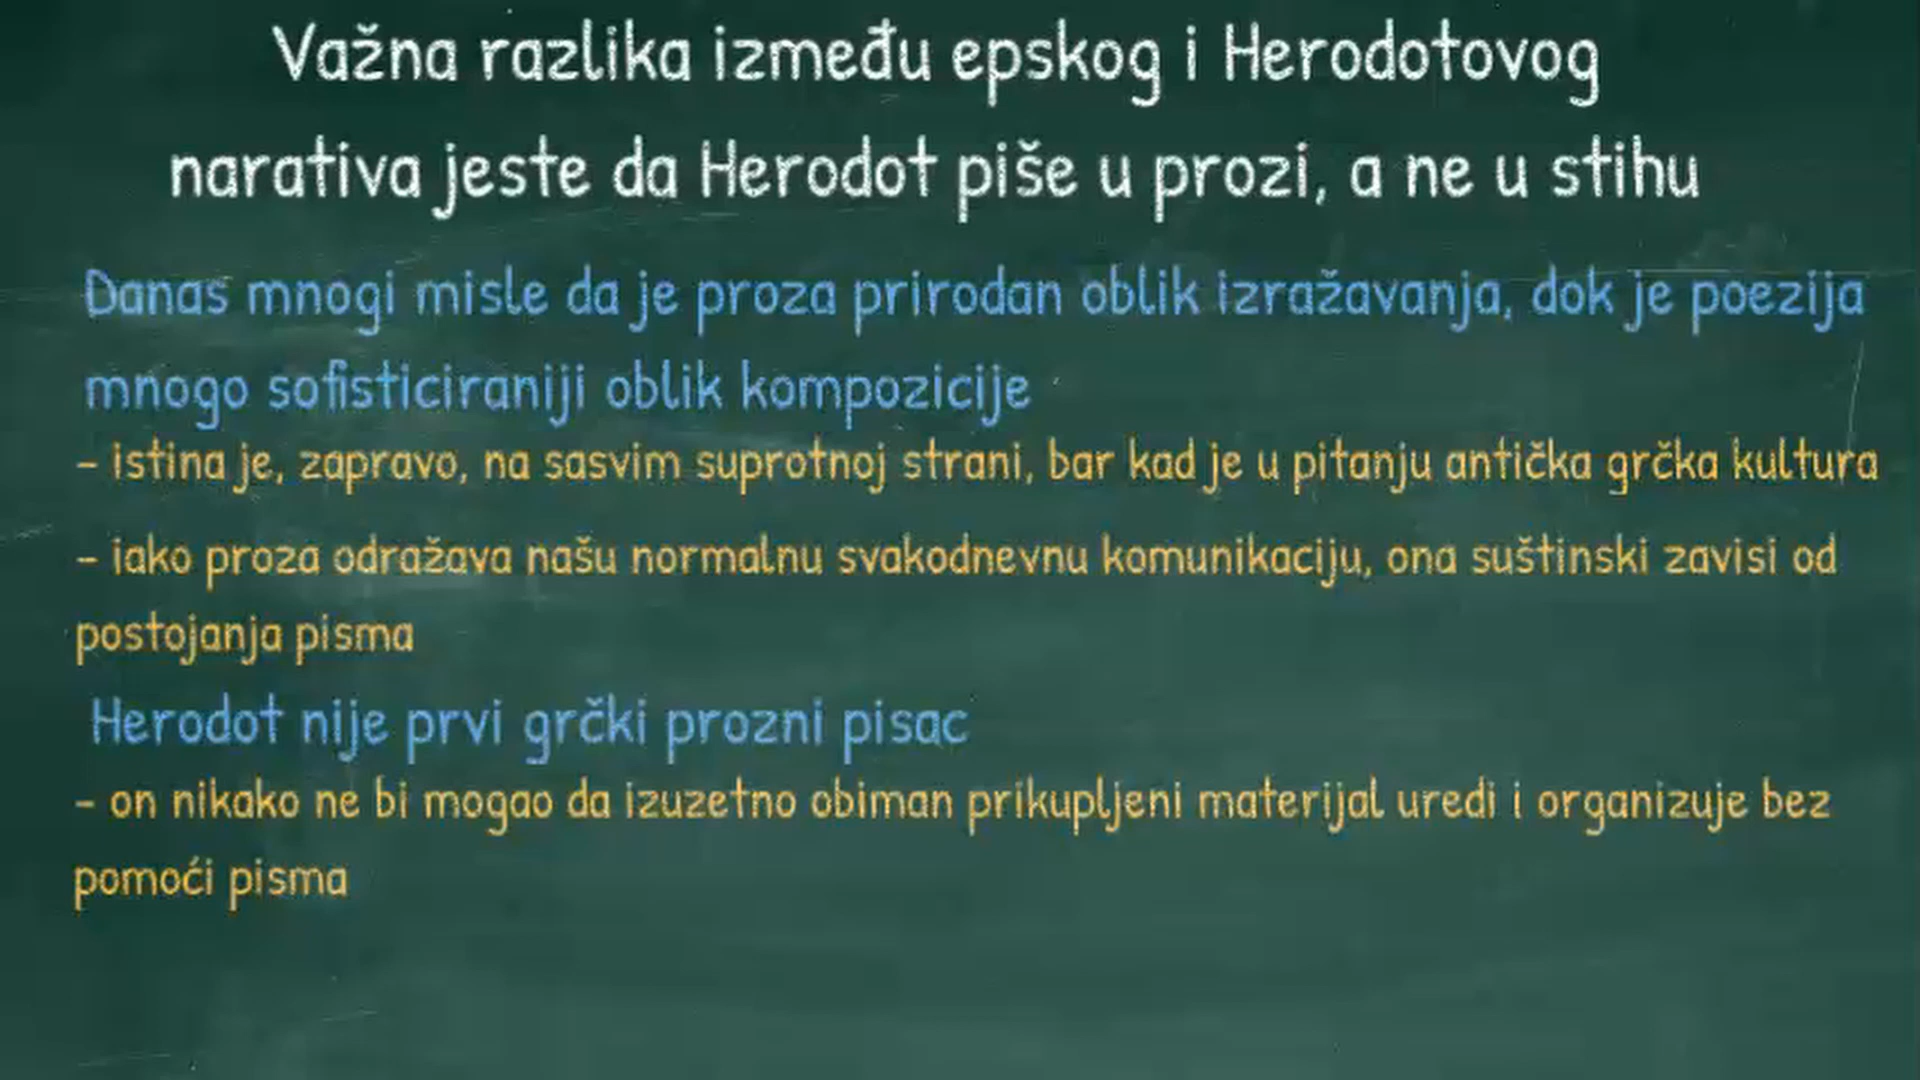 Važna razlika između epskog i Herodotovog
narativa jeste da Herodot piše u prozi, a ne u stihu
Danas mnogi misle da je proza prirodan oblik izražavanja, dok je poezija
mnogo sofisticiraniji oblik kompozicije
- istina je, zapravo, na sasvim suprotnoj strani, bar kad je u pitanju antička grčka kultura
- iako proza odražava našu normalnu svakodnevnu komunikaciju, ona suštinski zavisi od
postojanja pisma
Herodot nije prvi grčki prozni pisac
- on nikako ne bi mogao da izuzetno obiman prikupljeni materijal uredi i organizuje bez
pomoći pisma